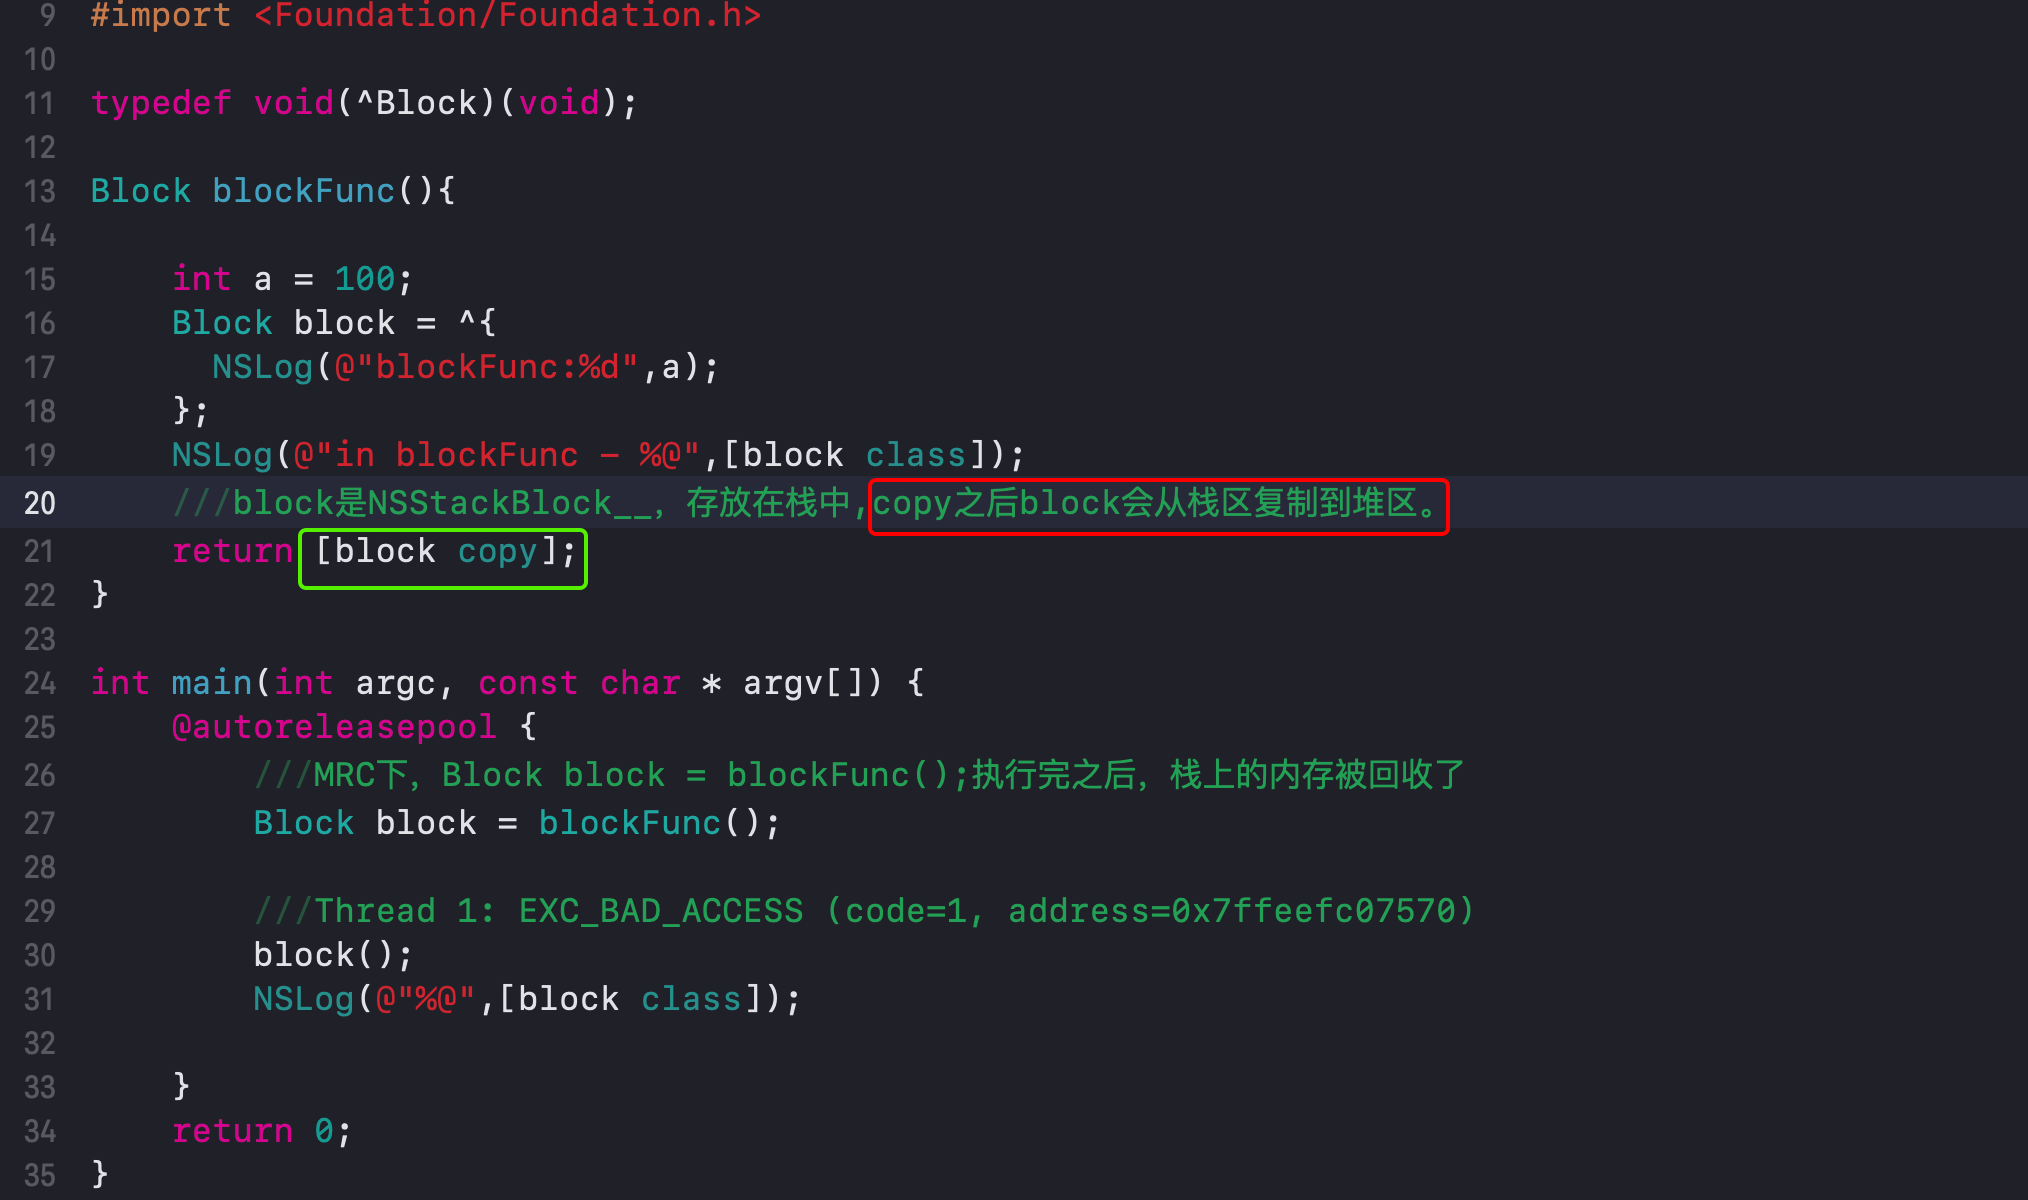 9 #import <Foundation/Foundation.h>
10
11 typedef void(^Block)(void);
12
13 Block blockFunc(){
14
15     int a = 100;
16     Block block = ^{
17       NSLog(@"blockFunc:%d",a);
18     };
19     NSLog(@"in blockFunc - %@",[block class]);
20     ///block是NSStackBlock__，存放在栈中,copy之后block会从栈区复制到堆区。
21     return [block copy];
22 }
23
24 int main(int argc, const char * argv[]) {
25     @autoreleasepool {
26         ///MRC下，Block block = blockFunc();执行完之后，栈上的内存被回收了
27         Block block = blockFunc();
28
29         ///Thread 1: EXC_BAD_ACCESS (code=1, address=0x7ffeefc07570)
30         block();
31         NSLog(@"%@",[block class]);
32
33     }
34     return 0;
35 }